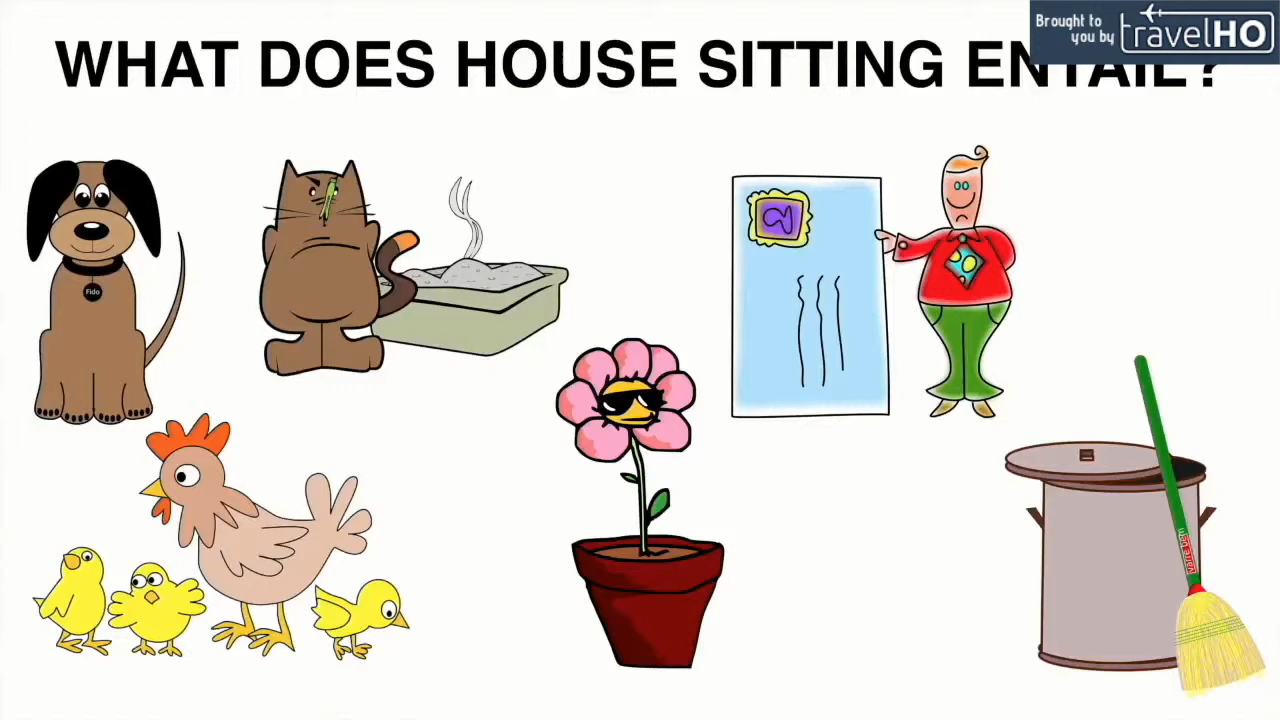 WHAT DOES HOUSE SITTING ENTAIL?
Brought to
you by
travelHO
Fido